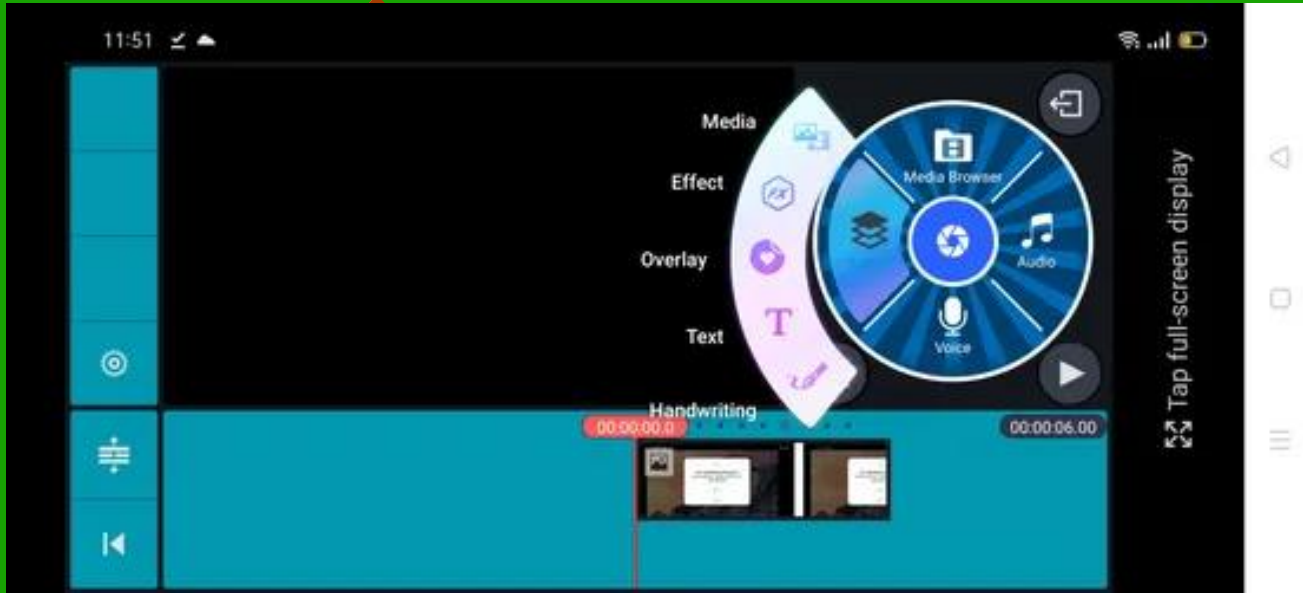 11:51
Media
Effect
Overlay
Text
Handwriting
Media Browser
Audio
Voice
Tap full-screen display
00:00:00.0
00:00:06.00